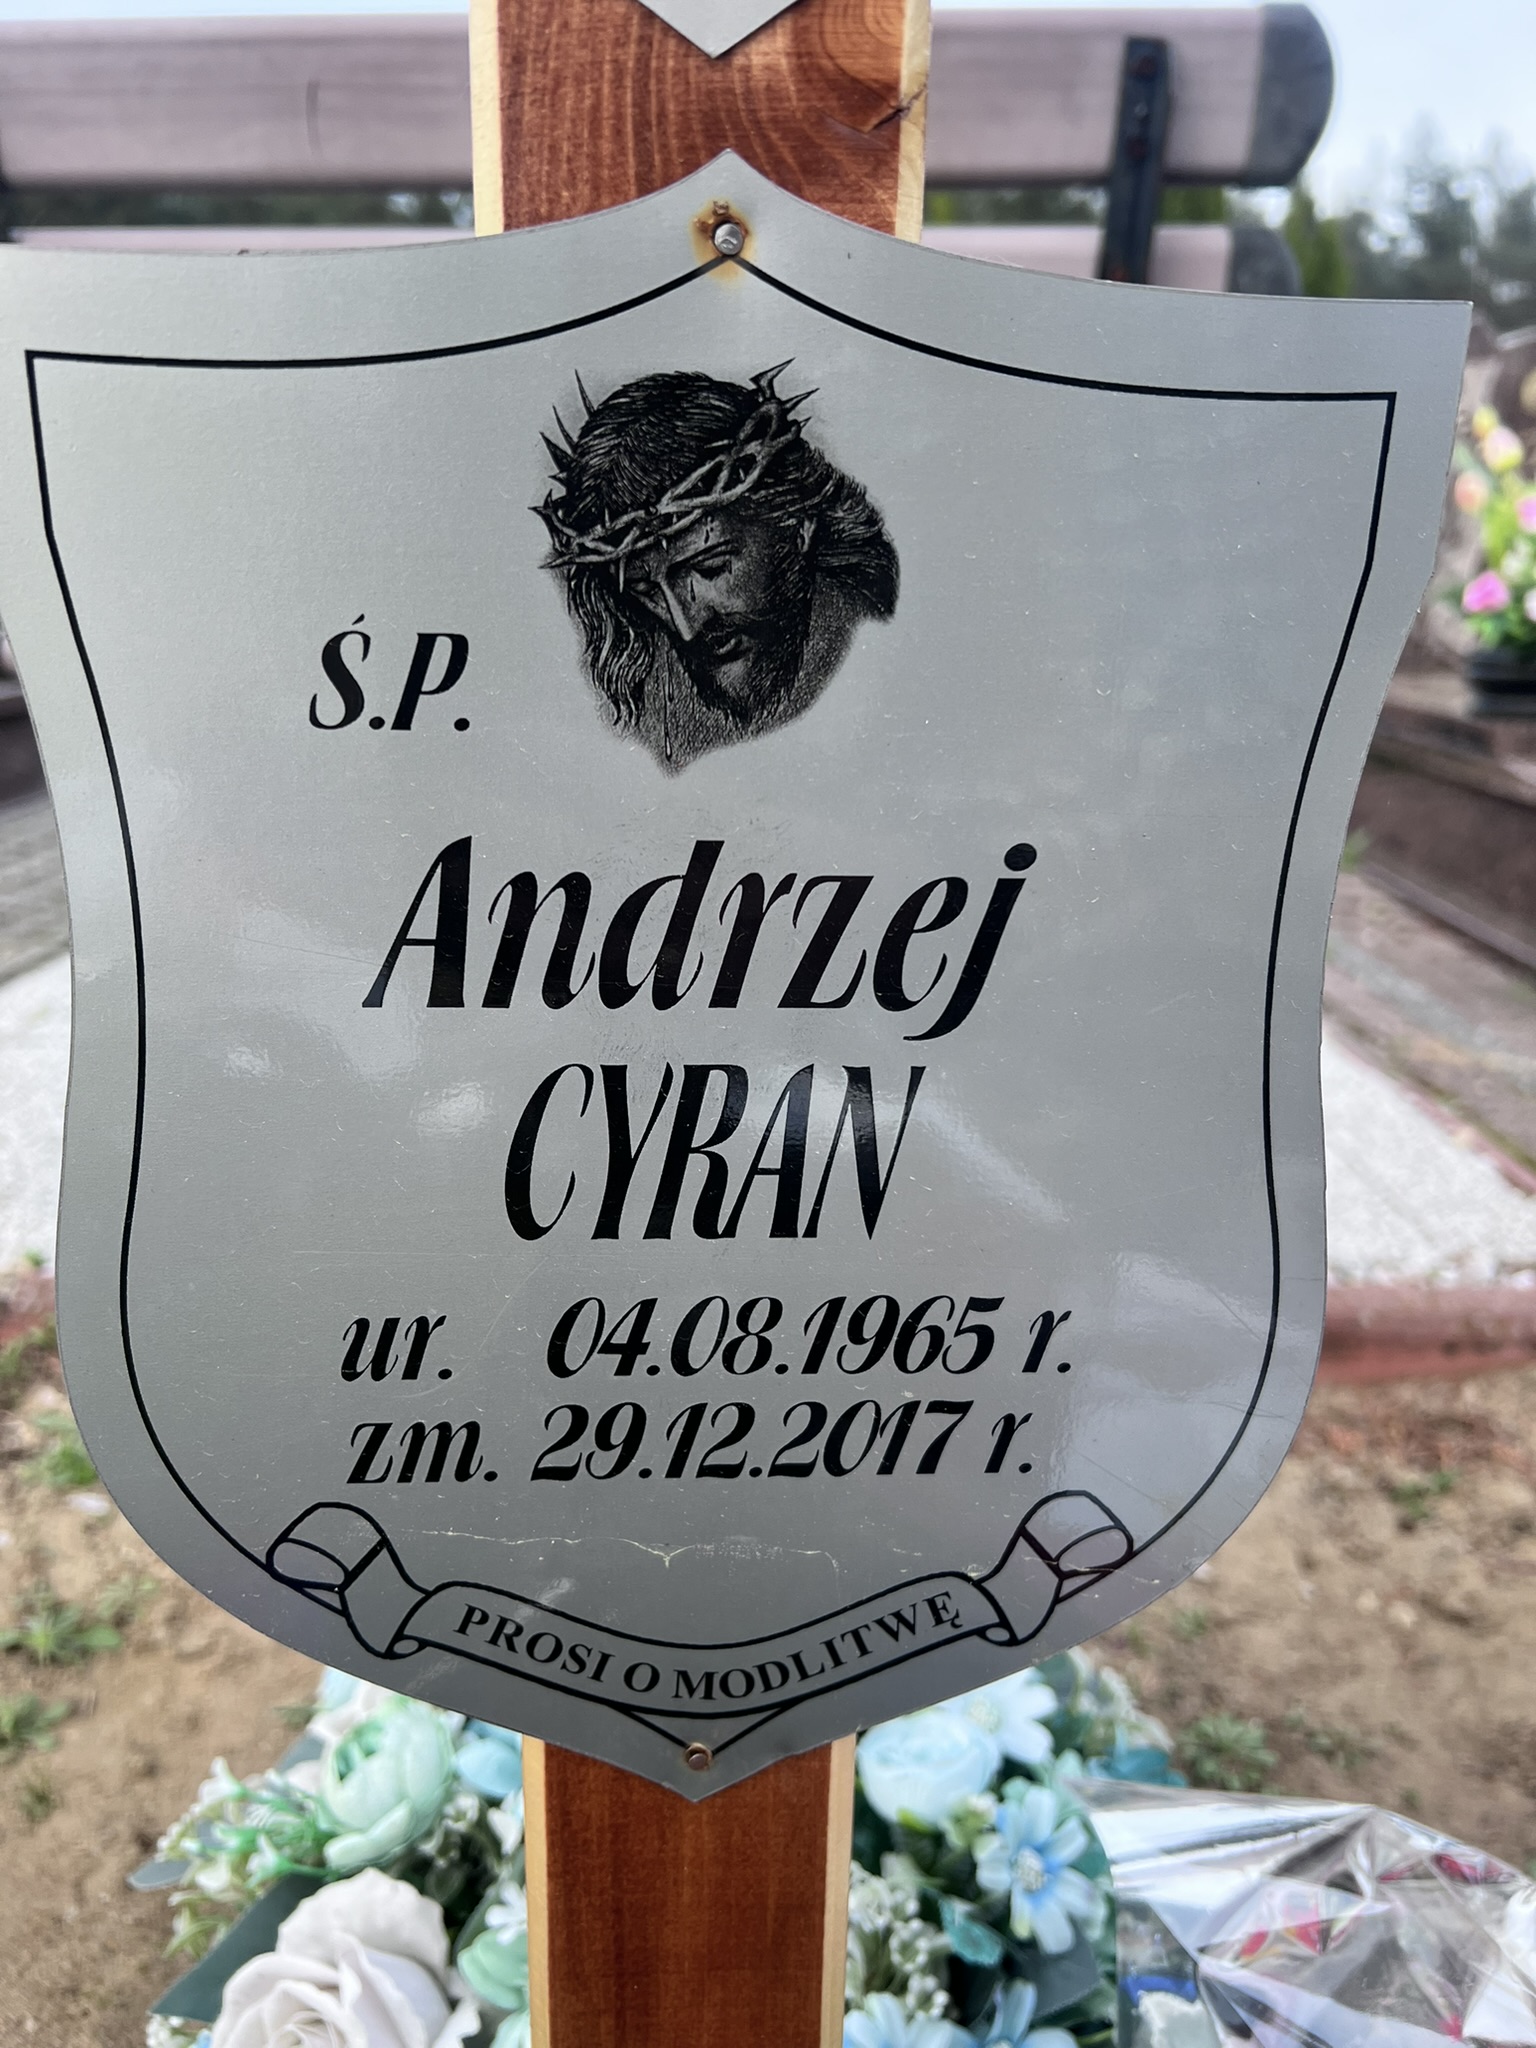 Ś.P.
Andrzej
CYRAN
ur. 04.08.1965 r.
zm. 29.12.2017 r.
PROSI O MODLITWĘ